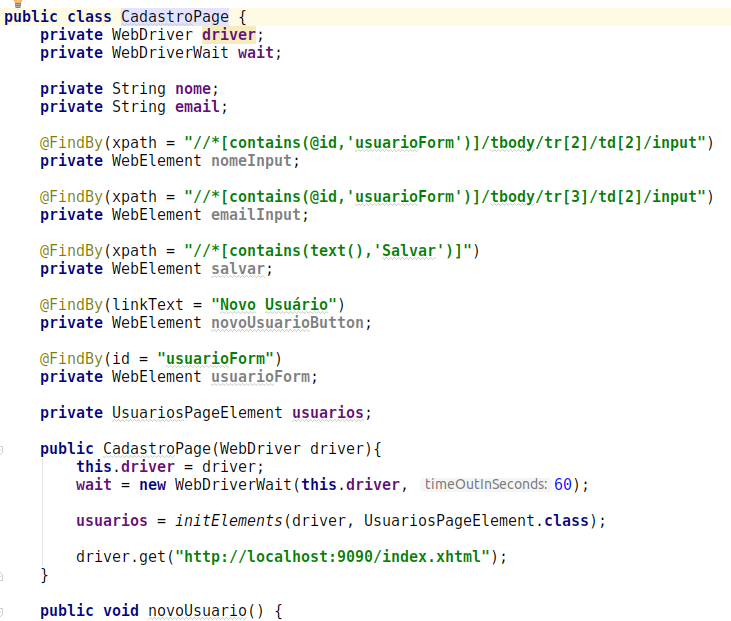 public class CadastroPage {
private WebDriver driver;
private WebDriverWait wait;
private String nome;
private String email;
@FindBy(xpath = "//*[contains(@id,'usuarioForm')]/tbody/tr[2]/td[2]/input")
private WebElement nomeInput;
@FindBy(xpath = "//*[contains(@id,'usuarioForm')]/tbody/tr[3]/td[2]/input")
private WebElement emailInput;
@FindBy(xpath = "//*[contains(text(),'Salvar')]")
private WebElement salvar;
@FindBy(linkText = "Novo Usuário")
private WebElement novoUsuarioButton;
@FindBy(id = "usuarioForm")
private WebElement usuarioForm;
private UsuariosPageElement usuarios;
public CadastroPage(WebDriver driver){
this.driver = driver;
wait = new WebDriverWait(this.driver, timeOutInSeconds: 60);
usuarios = initElements(driver, UsuariosPageElement.class);
driver.get("http://localhost:9090/index.xhtml");
}
public void novoUsuario() {